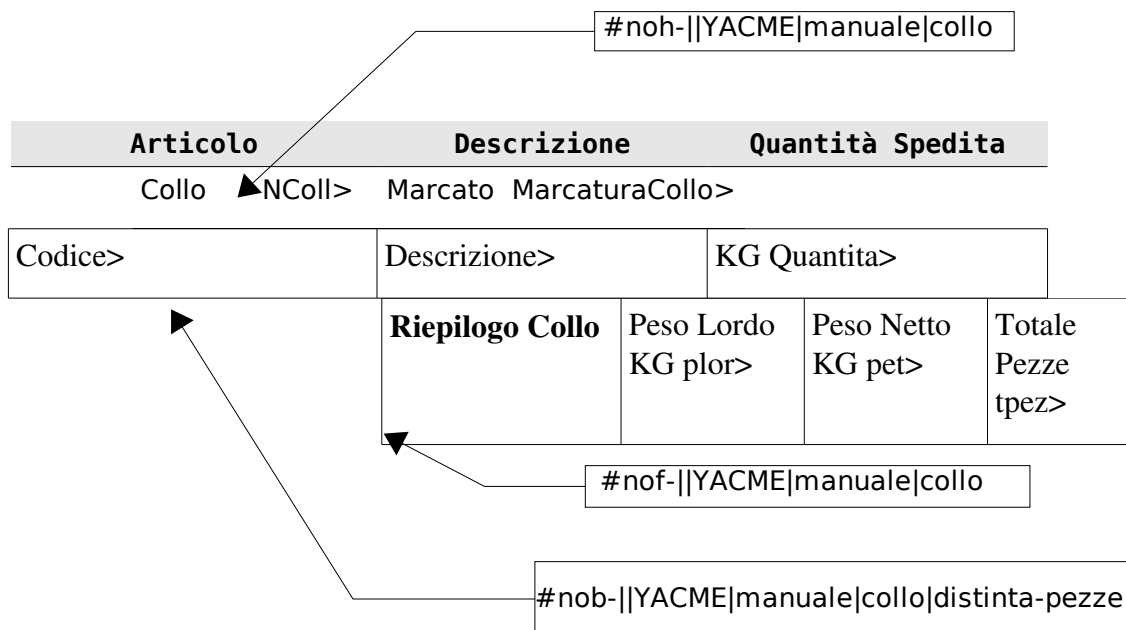 #noh-||YACME|manuale|collo
Articolo Descrizione Quantità Spedita
Collo NColl> Marcato MarcaturaCollo>
Codice> Descrizione> KG Quantita>
Riepilogo Collo Peso Lordo Peso Netto Totale
KG plor> KG pet> Pezze
tpez>
#nof-||YACME|manuale|collo
#nob-||YACME|manuale|collo|distinta-pezze